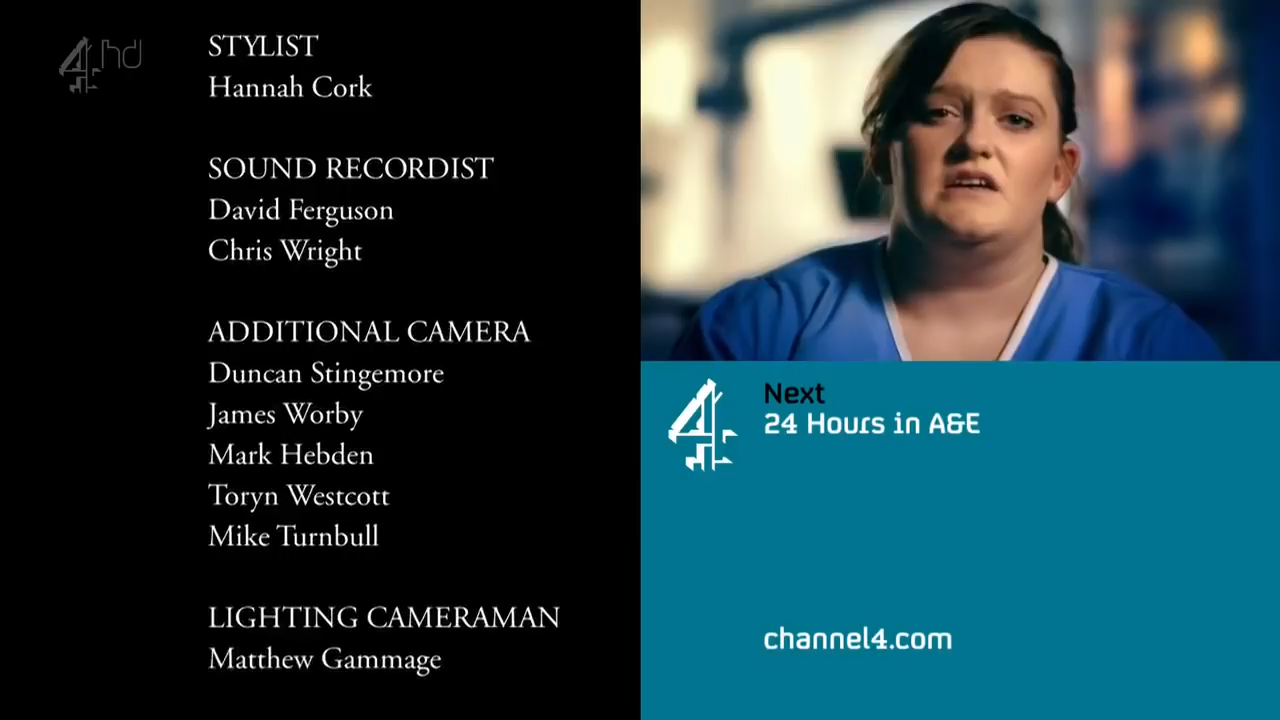 4hd
STYLIST
Hannah Cork
SOUND RECORDIST
David Ferguson
Chris Wright
ADDITIONAL CAMERA
Duncan Stingemore
James Worby
Mark Hebden
Toryn Westcott
Mike Turnbull
LIGHTING CAMERAMAN
Matthew Gammage
4
Next
24 Hours in A&E
channel4.com